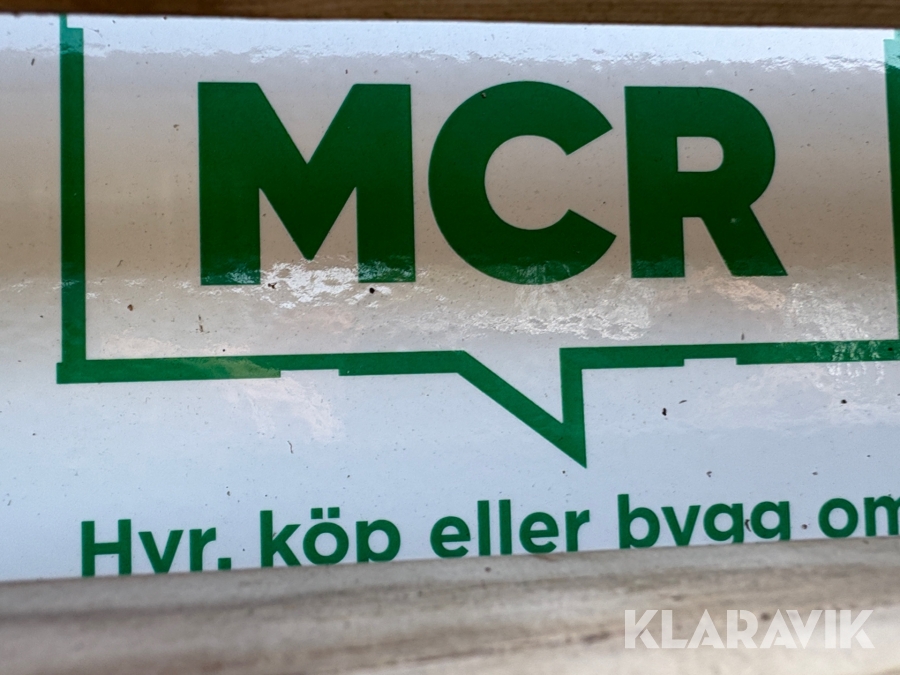 MCR
Hyr, köp eller bygg om
KLARAVIK